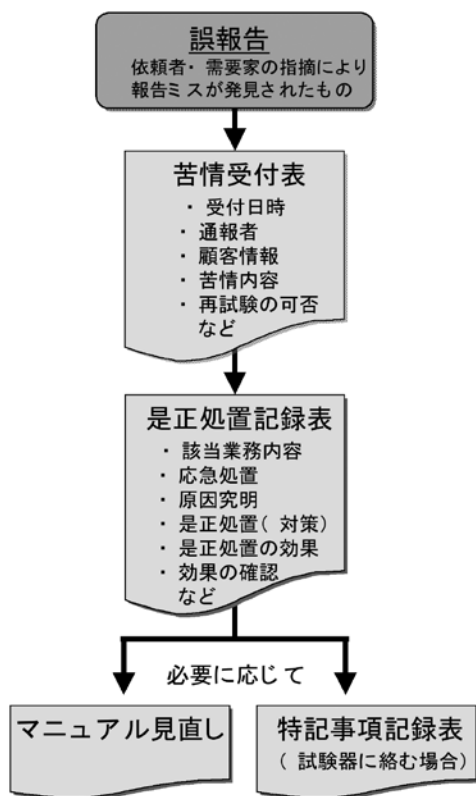 誤報告
依頼者・需要家の指摘により
報告ミスが発見されたもの
苦情受付表
・ 受付日時
・ 通報者
・ 顧客情報
・ 苦情内容
・ 再試験の可否
など
是正処置記録表
・ 該当業務内容
・ 応急処置
・ 原因究明
・ 是正処置( 対策)
・ 是正処置の効果
・ 効果の確認
など
必要に応じて
マニュアル見直し
特記事項記録表
( 試験器に絡む場合)